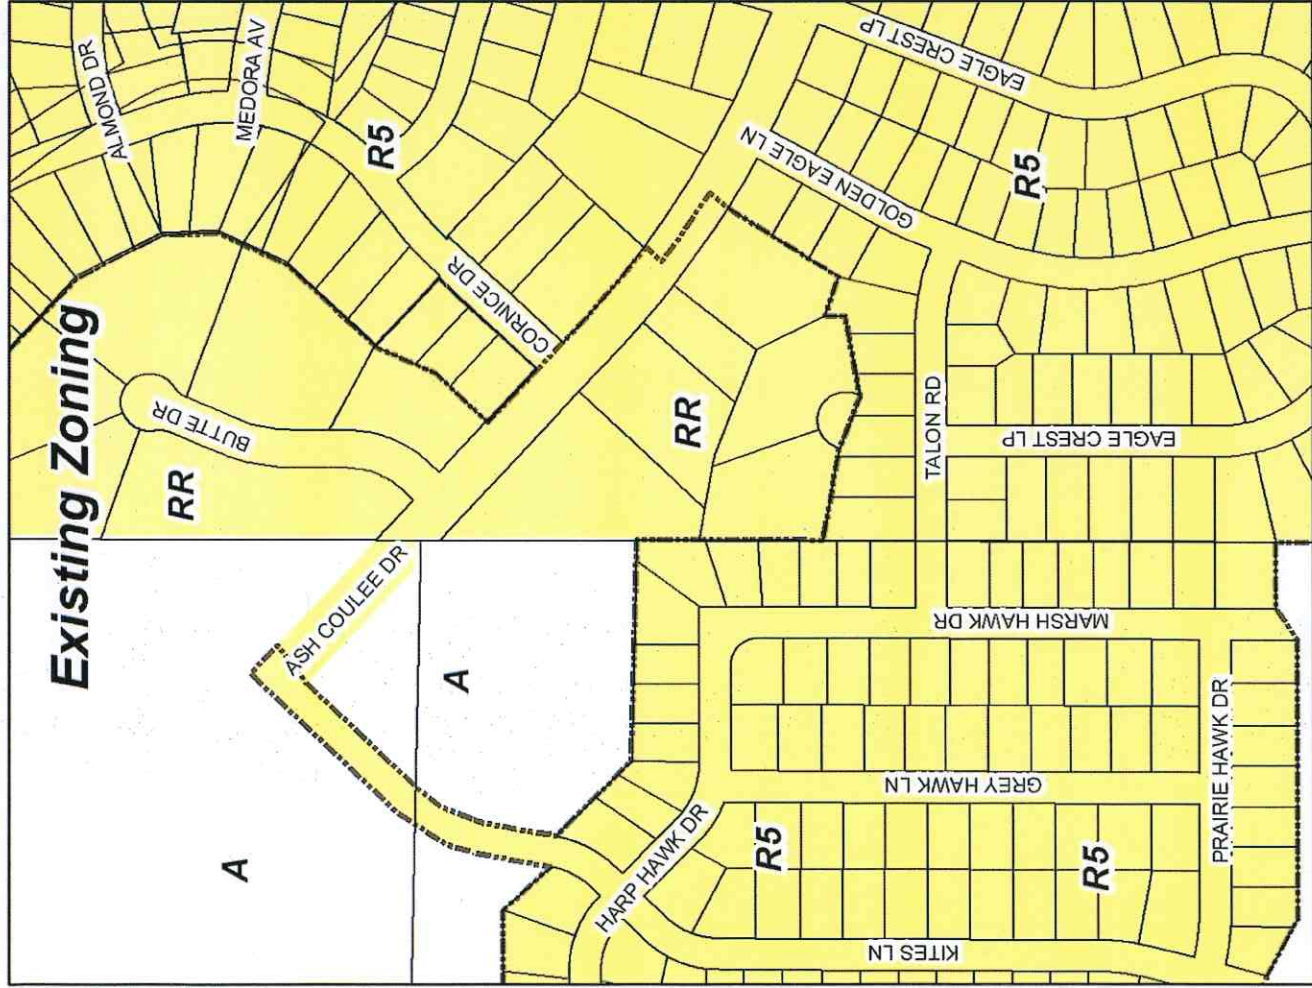 Existing Zoning
ALMOND DR
MEDORA AV
R5
EAGLE CREST LP
GOLDEN EAGLE LN
R5
CORNICE DR
BUTTE DR
RR
RR
TALON RD
EAGLE CREST LP
ASH COULEE DR
A
A
MARSH HAWK DR
GREY HAWK LN
PRAIRIE HAWK DR
HARP HAWK DR
R5
R5
KITES LN